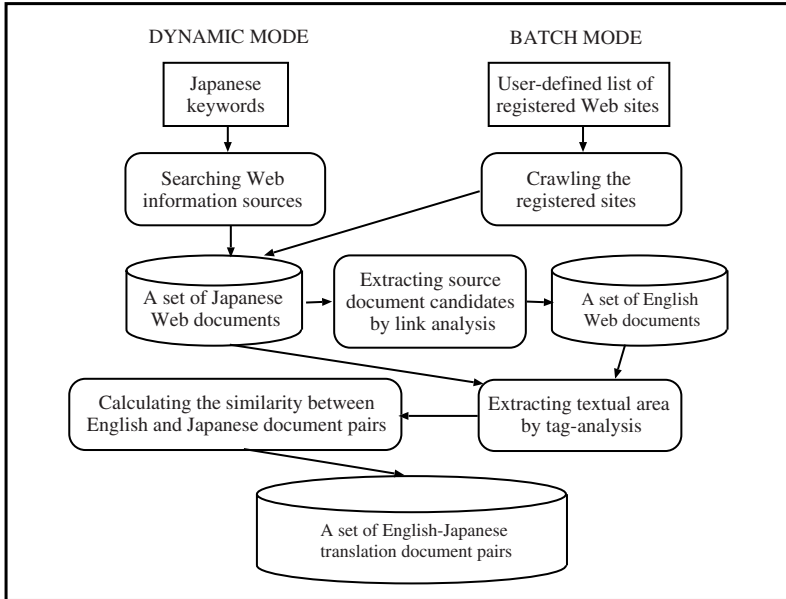 DYNAMIC MODE
BATCH MODE
Japanese
keywords
User-defined list of
registered Web sites
Searching Web
information sources
Crawling the
registered sites
A set of Japanese
Web documents
Extracting source
document candidates
by link analysis
A set of English
Web documents
Calculating the similarity between
English and Japanese document pairs
Extracting textual area
by tag-analysis
A set of English-Japanese
translation document pairs